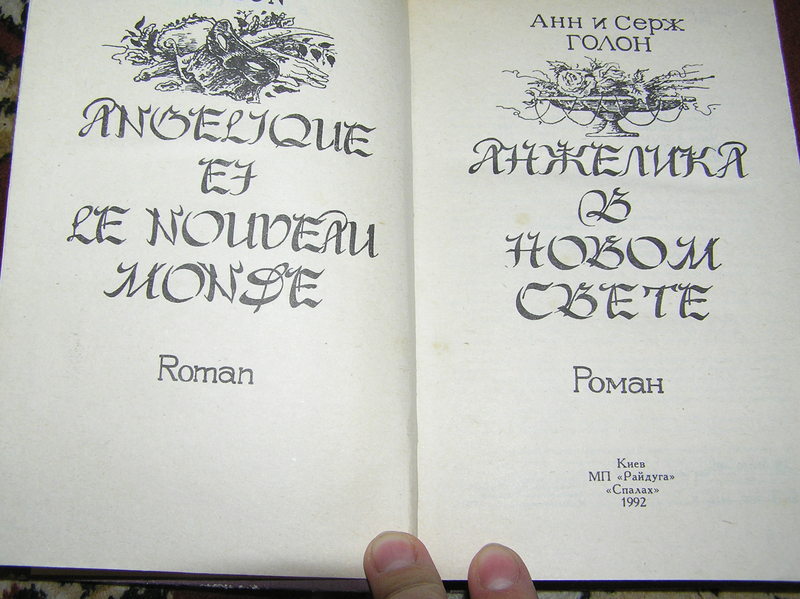 ANGELIQUE
ET
LE NOUVEAU
MONDE
Roman
Анн и Серж
ГОЛОН
АНЖЕЛИКА
В
НОВОМ
СВЕТЕ
Роман
Киев
МП «Райдуга»
«Спалах»
1992